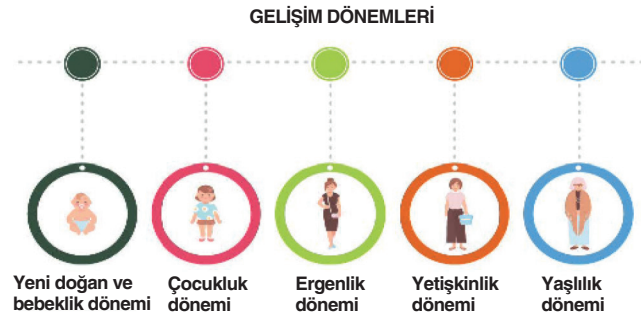 GELİŞİM DÖNEMLERİ
Yeni doğan ve
bebeklik dönemi
Çocukluk
dönemi
Ergenlik
dönemi
Yetişkinlik
dönemi
Yaşlılık
dönemi